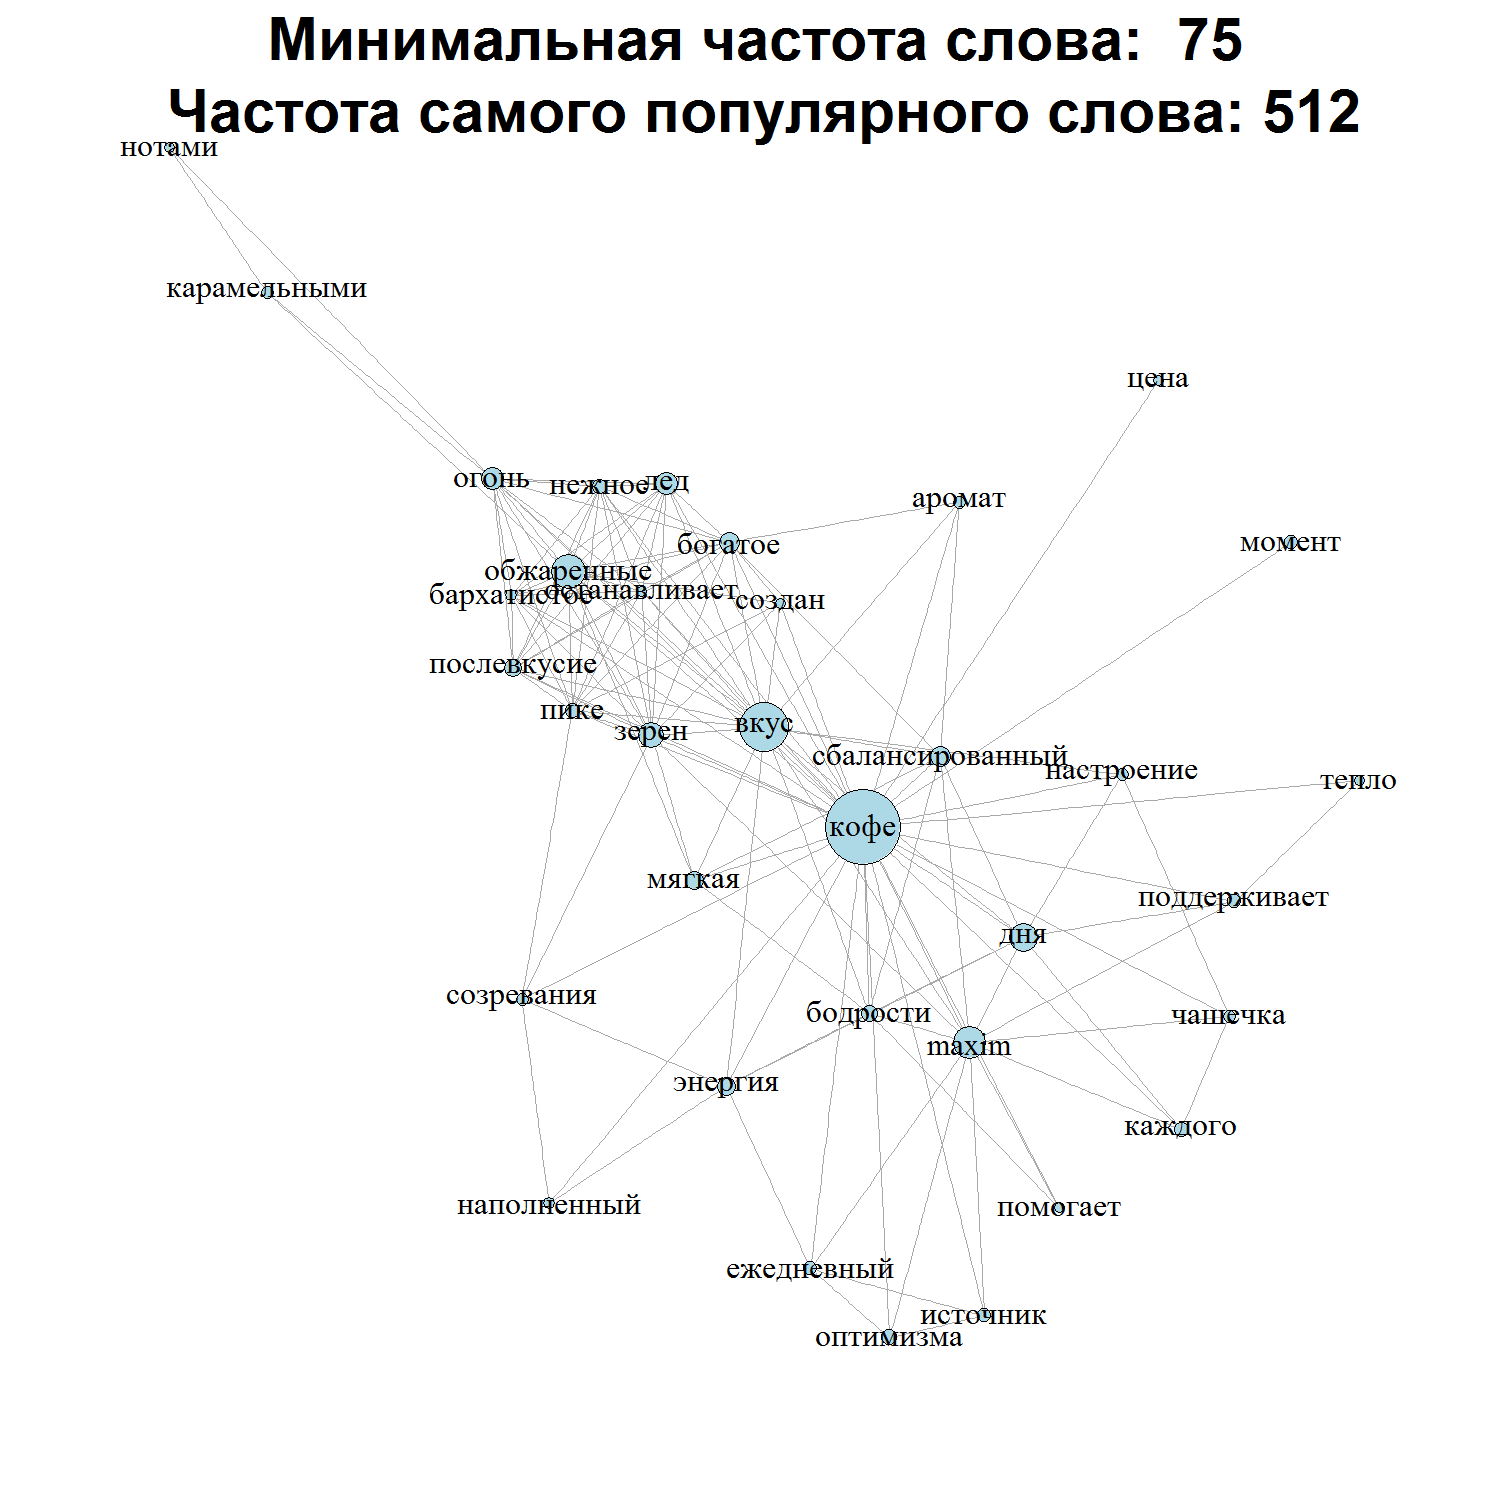 Минимальная частота слова:  75
Частота самого популярного слова: 512
нотами
карамельными
цена
огонь
нежное
лед
аромат
богатое
момент
обжаренные
бархатистое
останавливает
создан
послевкусие
пике
зерен
вкус
сбалансированный
настроение
тепло
кофе
мягкая
поддерживает
дня
созревания
бодрости
чашечка
maxim
энергия
каждого
наполненный
помогает
ежедневный
источник
оптимизма